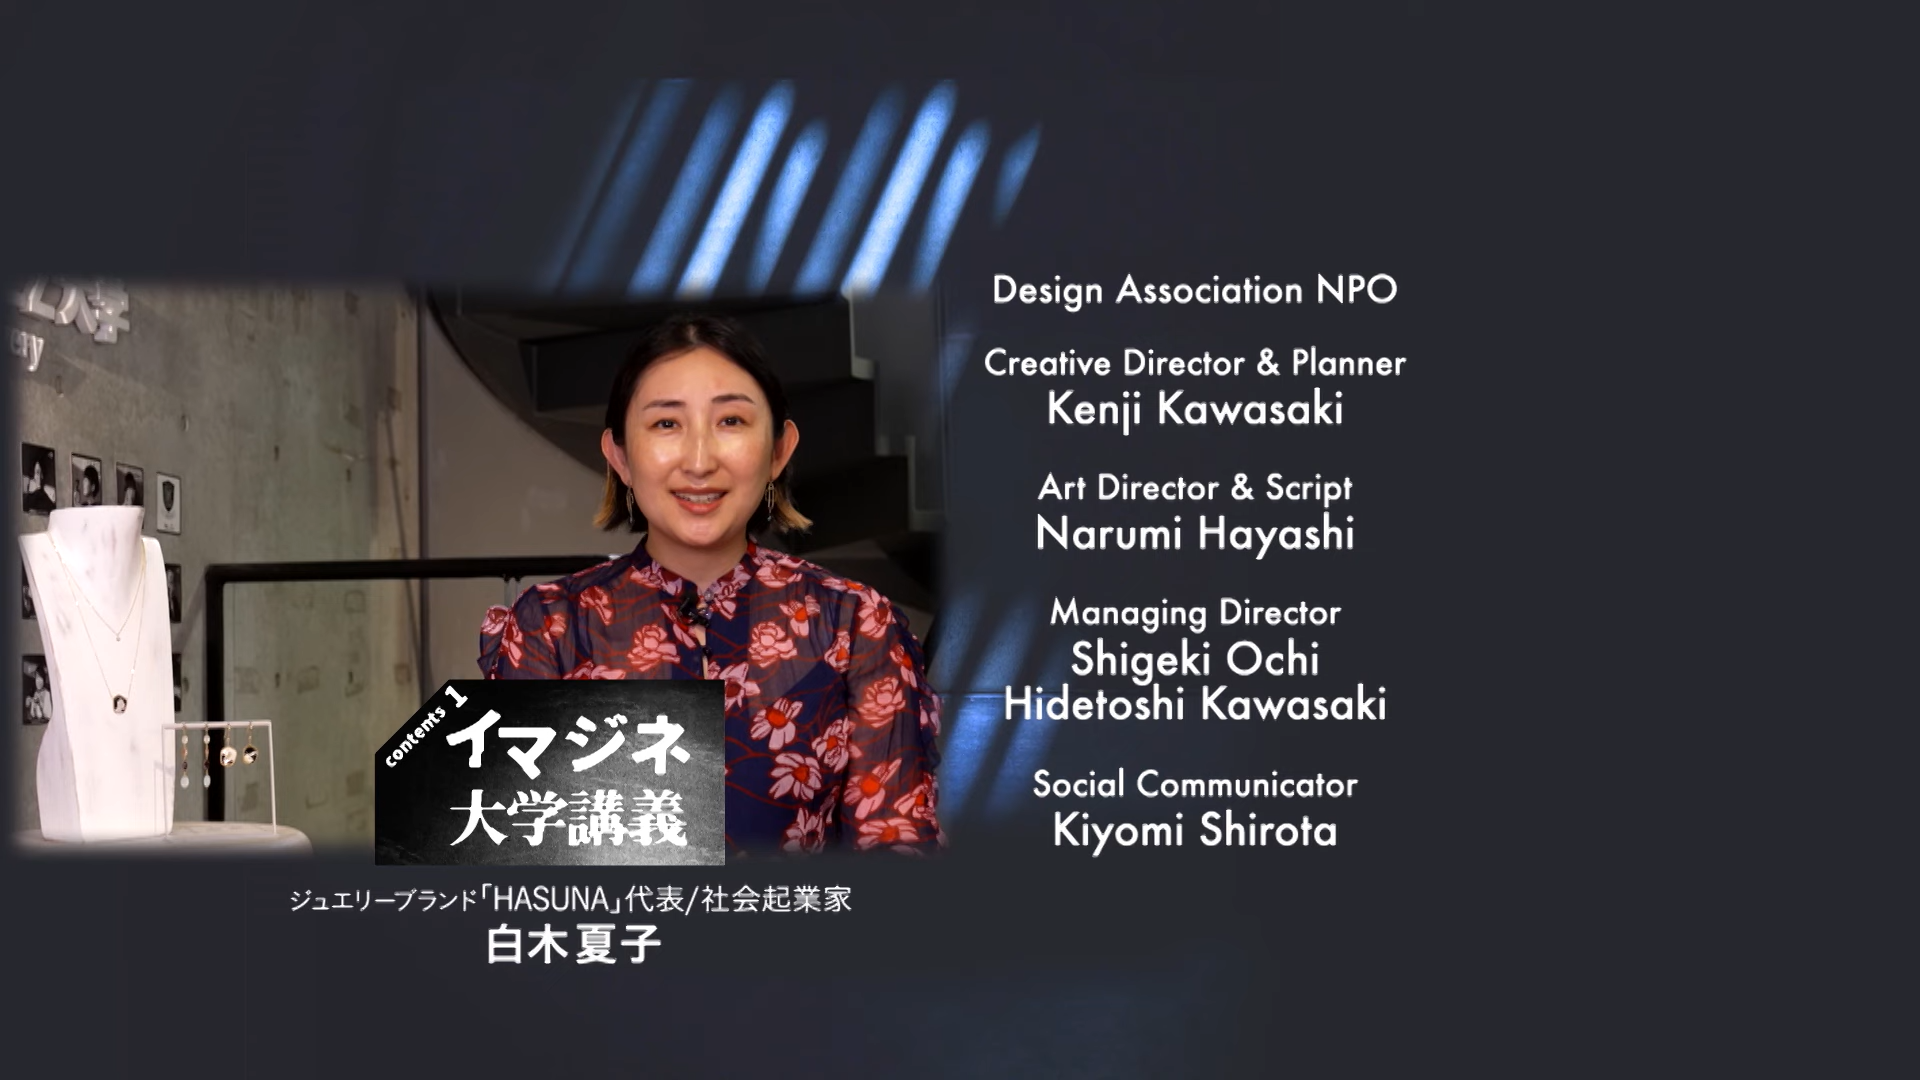 contents 1
イマジネ
大学講義
ジュエリーブランド「HASUNA」代表/社会起業家
白木 夏子
Design Association NPO
Creative Director & Planner
Kenji Kawasaki
Art Director & Script
Narumi Hayashi
Managing Director
Shigeki Ochi
Hidetoshi Kawasaki
Social Communicator
Kiyomi Shirota